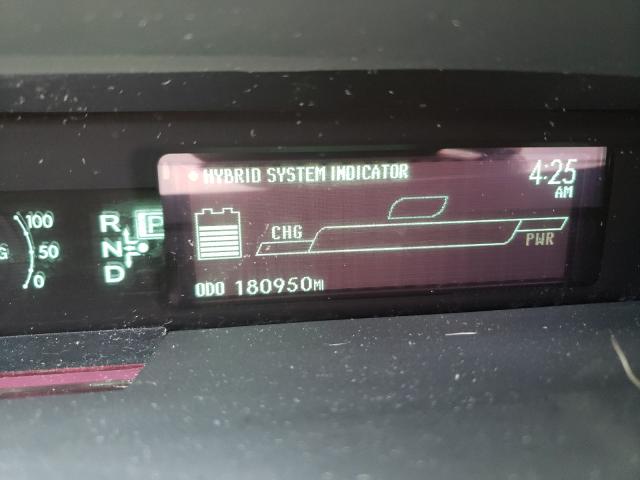 HYBRID SYSTEM INDICATOR
4:25
AM
100
50
0
G
R
P
N
D
CHG
PWR
ODO 180950MI